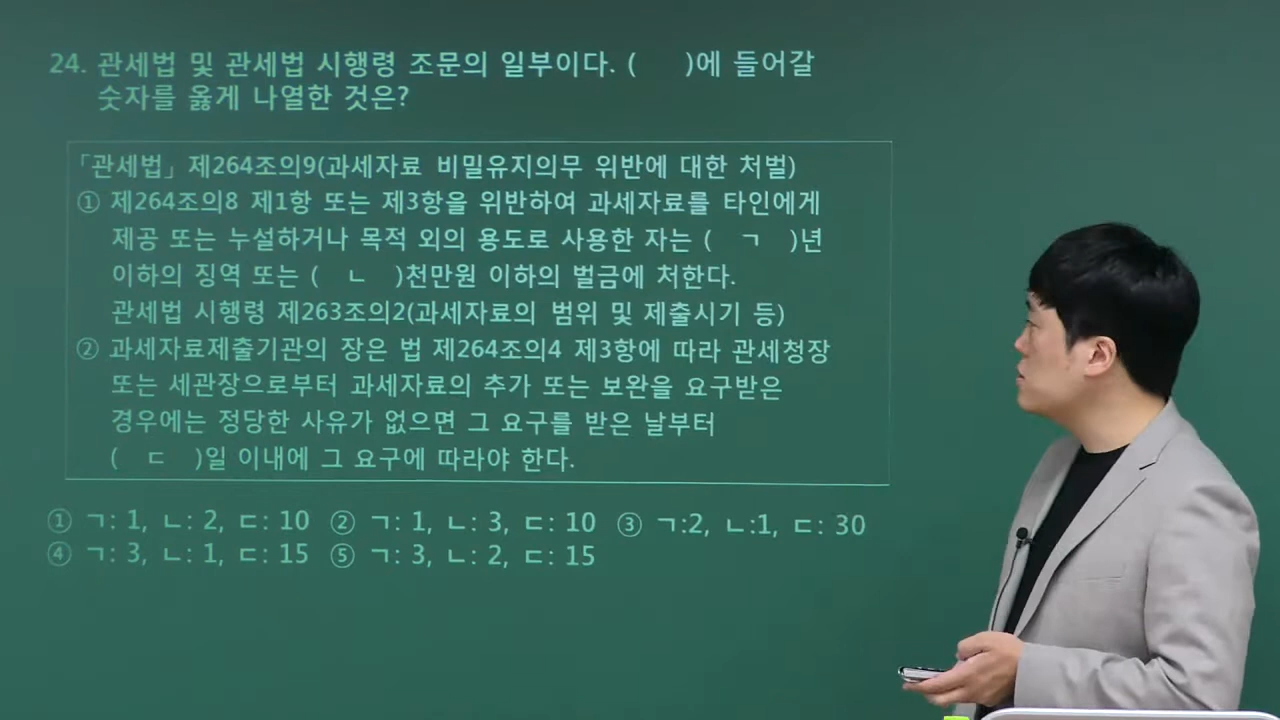 24. 관세법 및 관세법 시행령 조문의 일부이다. (     )에 들어갈
숫자를 옳게 나열한 것은?
「관세법」 제264조의9(과세자료 비밀유지의무 위반에 대한 처벌)
① 제264조의8 제1항 또는 제3항을 위반하여 과세자료를 타인에게
제공 또는 누설하거나 목적 외의 용도로 사용한 자는 (   ㄱ   )년
이하의 징역 또는 (   ㄴ   )천만원 이하의 벌금에 처한다.
관세법 시행령 제263조의2(과세자료의 범위 및 제출시기 등)
② 과세자료제출기관의 장은 법 제264조의4 제3항에 따라 관세청장
또는 세관장으로부터 과세자료의 추가 또는 보완을 요구받은
경우에는 정당한 사유가 없으면 그 요구를 받은 날부터
(   ㄷ   )일 이내에 그 요구에 따라야 한다.
① ㄱ: 1, ㄴ: 2, ㄷ: 10 ② ㄱ: 1, ㄴ: 3, ㄷ: 10 ③ ㄱ:2, ㄴ:1, ㄷ: 30
④ ㄱ: 3, ㄴ: 1, ㄷ: 15 ⑤ ㄱ: 3, ㄴ: 2, ㄷ: 15